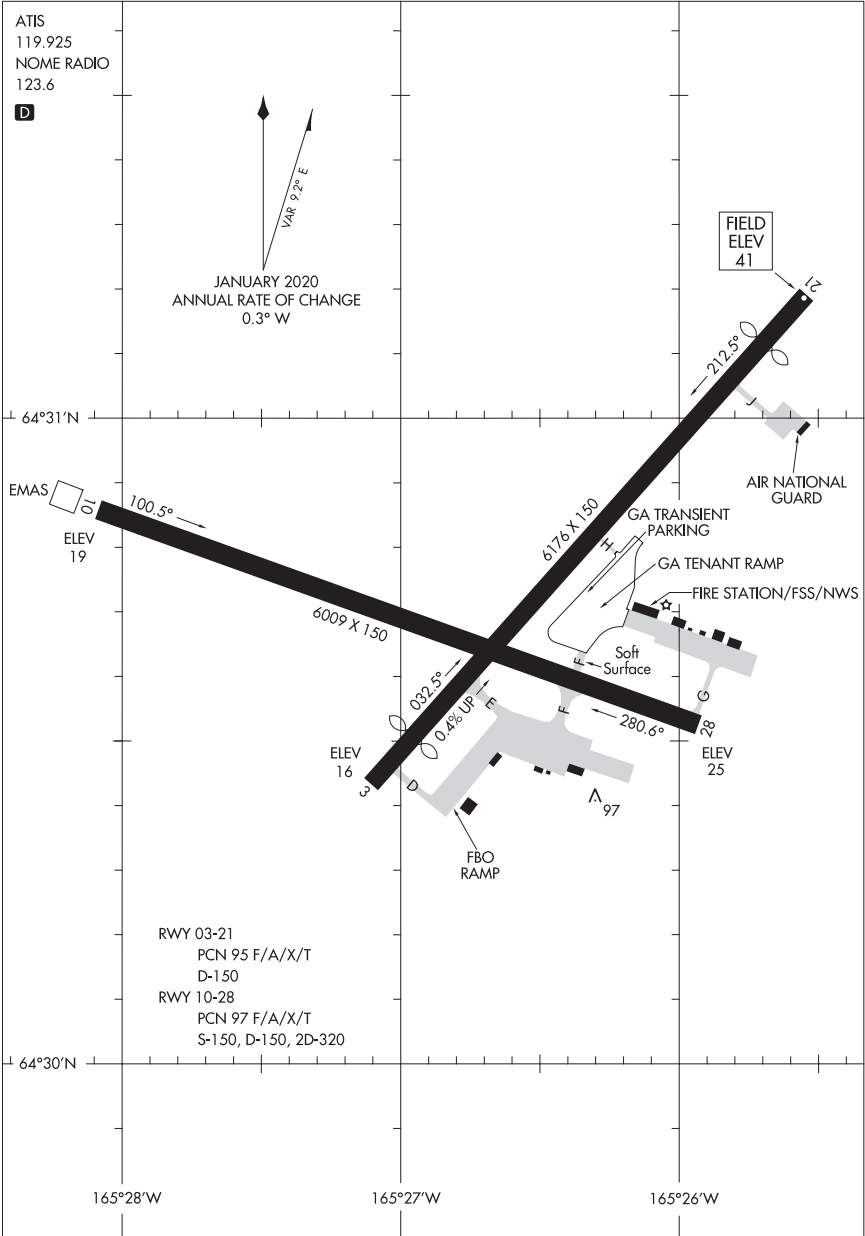 ATIS
119.925
NOME RADIO
123.6
D
VAR 9.2° E
JANUARY 2020
ANNUAL RATE OF CHANGE
0.3° W
FIELD
ELEV
41
21
212.5°
64°31'N
J
AIR NATIONAL
GUARD
EMAS
10
100.5°
ELEV
19
6176 X 150
GA TRANSIENT
PARKING
H
GA TENANT RAMP
FIRE STATION/FSS/NWS
6009 X 150
F
Soft
Surface
032.5°
0.4% UP
E
F
G
280.6°
28
ELEV
25
ELEV
16
3
D
97
FBO
RAMP
RWY 03-21
PCN 95 F/A/X/T
D-150
RWY 10-28
PCN 97 F/A/X/T
S-150, D-150, 2D-320
64°30'N
165°28'W
165°27'W
165°26'W